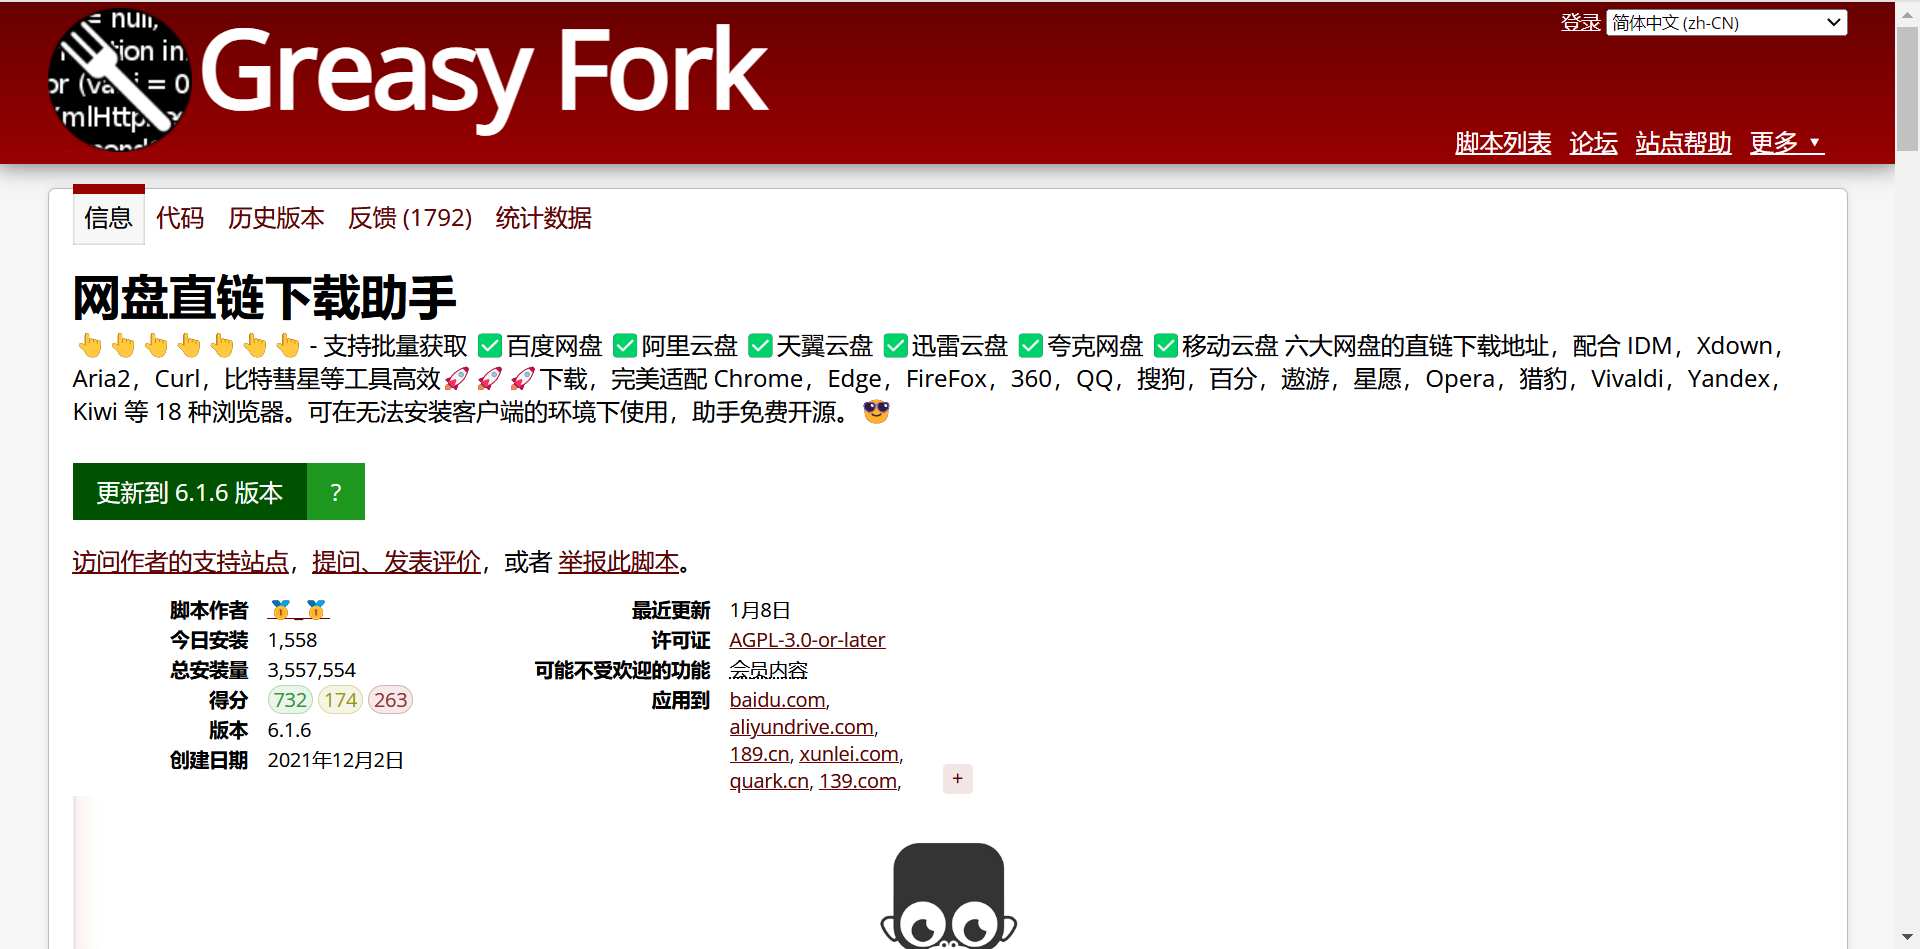 null,
tion in
or (va = 0
XmlHttp
Greasy Fork
登录 简体中文 (zh-CN)
脚本列表 论坛 站点帮助 更多
信息 代码 历史版本 反馈 (1792) 统计数据
网盘直链下载助手
👆👆👆👆👆👆👆 - 支持批量获取 ✅百度网盘 ✅阿里云盘 ✅天翼云盘 ✅迅雷云盘 ✅夸克网盘 ✅移动云盘 六大网盘的直链下载地址，配合 IDM，Xdown，
Aria2，Curl，比特彗星等工具高效🚀🚀🚀下载，完美适配 Chrome，Edge，FireFox，360，QQ，搜狗，百分，遨游，星愿，Opera，猎豹，Vivaldi，Yandex，
Kiwi 等 18 种浏览器。可在无法安装客户端的环境下使用，助手免费开源。😎
更新到 6.1.6 版本 ?
访问作者的支持站点，提问、发表评价，或者 举报此脚本。
脚本作者 🥇_🥇
今日安装 1,558
总安装量 3,557,554
得分 732 174 263
版本 6.1.6
创建日期 2021年12月2日
最近更新 1月8日
许可证 AGPL-3.0-or-later
可能不受欢迎的功能 会员内容
应用到 baidu.com,
aliyundrive.com,
189.cn, xunlei.com,
quark.cn, 139.com,
+